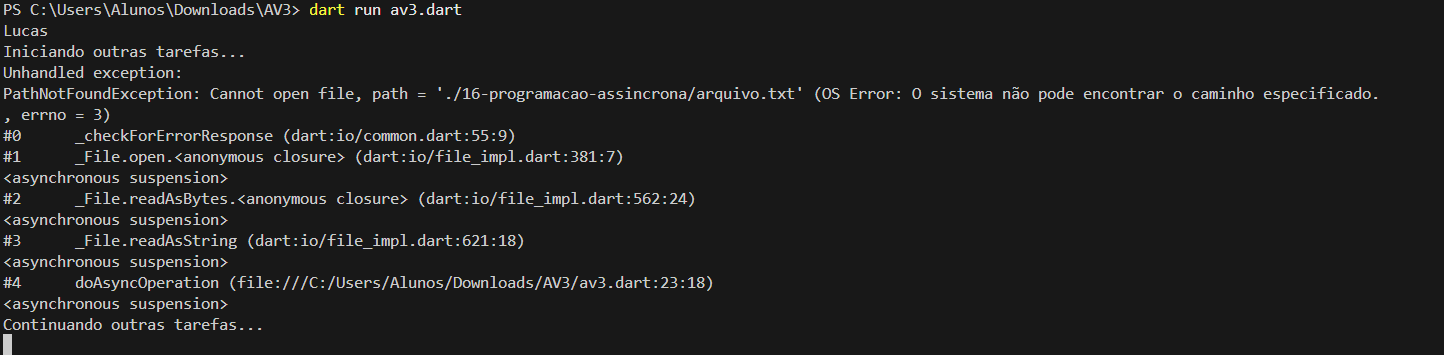 PS C:\Users\Alunos\Downloads\AV3> dart run av3.dart
Lucas
Iniciando outras tarefas...
Unhandled exception:
PathNotFoundException: Cannot open file, path = './16-programacao-assincrona/arquivo.txt' (OS Error: O sistema não pode encontrar o caminho especificado.
, errno = 3)
#0      _checkForErrorResponse (dart:io/common.dart:55:9)
#1      _File.open.<anonymous closure> (dart:io/file_impl.dart:381:7)
<asynchronous suspension>
#2      _File.readAsBytes.<anonymous closure> (dart:io/file_impl.dart:562:24)
<asynchronous suspension>
#3      _File.readAsString (dart:io/file_impl.dart:621:18)
<asynchronous suspension>
#4      doAsyncOperation (file:///C:/Users/Alunos/Downloads/AV3/av3.dart:23:18)
<asynchronous suspension>
Continuando outras tarefas...